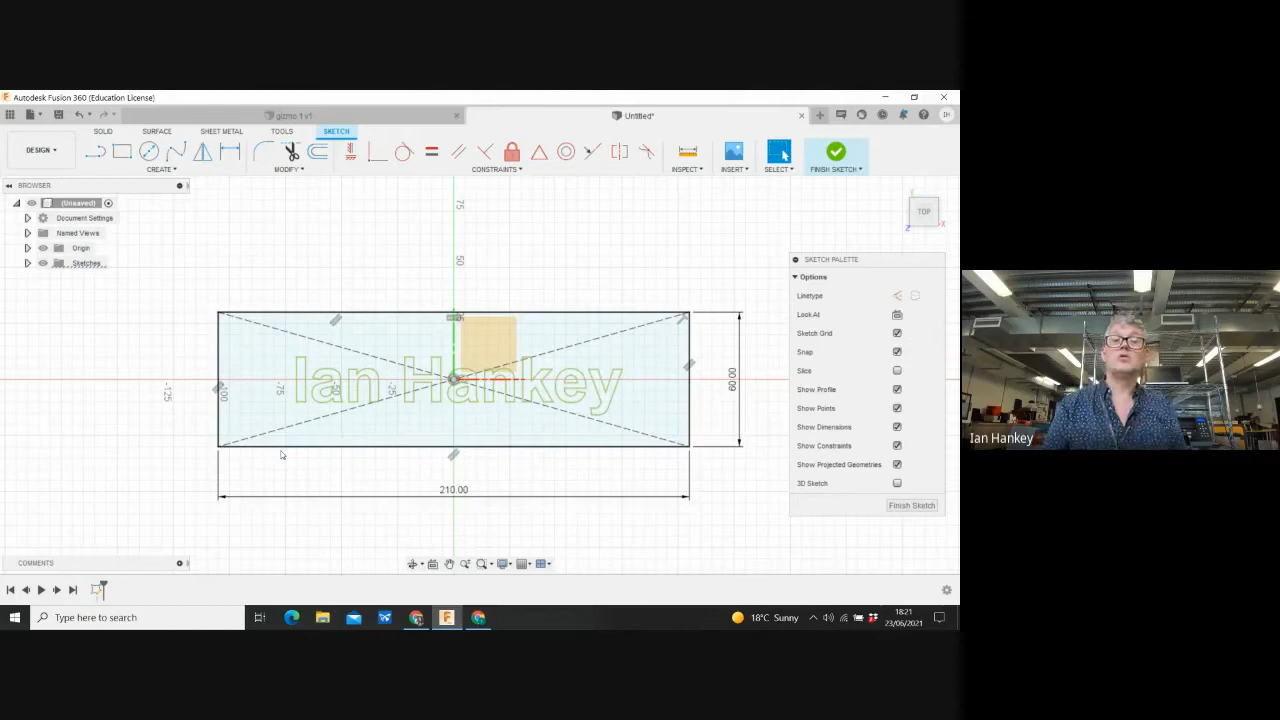 Autodesk Fusion 360 (Education License)
gizmo 1 v1
Untitled*
IH
SOLID SURFACE SHEET METAL TOOLS SKETCH
DESIGN
CREATE MODIFY CONSTRAINTS INSPECT INSERT SELECT FINISH SKETCH
BROWSER
(Unsaved)
Document Settings
Named Views
Origin
Sketches
75
50
-125
-100
-75
-50
-25
Ian Hankey
60.00
210.00
Y
TOP
X
Z
SKETCH PALETTE
Options
Linetype
Look At
Sketch Grid
Snap
Slice
Show Profile
Show Points
Show Dimensions
Show Constraints
Show Projected Geometries
3D Sketch
Finish Sketch
Ian Hankey
COMMENTS
Type here to search
18°C Sunny
18:21
23/06/2021